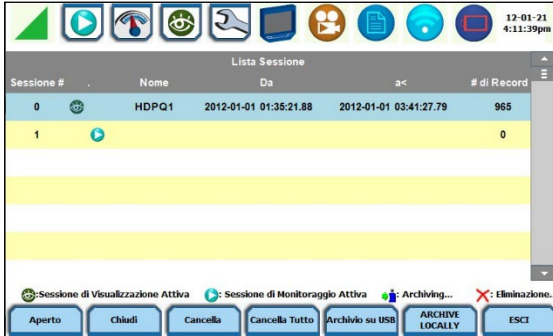 12-01-21
4:11:39pm
Lista Sessione
Sessione # . Nome Da a< # di Record
0 HDPQ1 2012-01-01 01:35:21.88 2012-01-01 03:41:27.79 965
1 0
:Sessione di Visualizzazione Attiva : Sessione di Monitoraggio Attiva : Archiving... : Eliminazione.
Aperto Chiudi Cancella Cancella Tutto Archivio su USB ARCHIVE LOCALLY ESCI